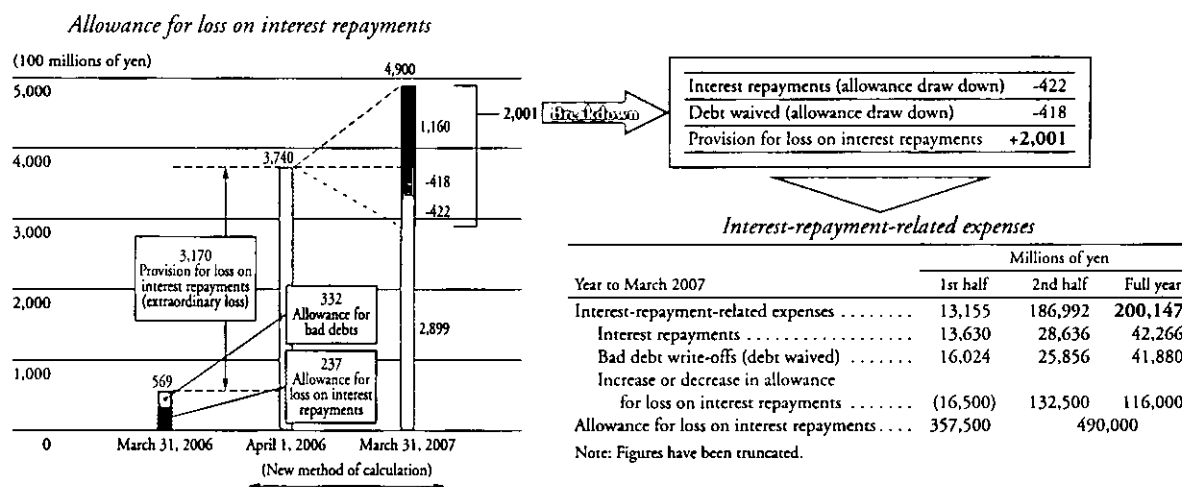 Allowance for loss on interest repayments
(100 millions of yen)
5,000
4,000
3,000
2,000
1,000
0
569
3,740
4,900
1,160
-418
-422
2,899
2,001
3,170
Provision for loss on
interest repayments
(extraordinary loss)
332
Allowance for
bad debts
237
Allowance for
loss on interest
repayments
March 31, 2006
April 1, 2006
March 31, 2007
(New method of calculation)
Breakdown
Interest repayments (allowance draw down) -422
Debt waived (allowance draw down) -418
Provision for loss on interest repayments +2,001
Interest-repayment-related expenses
Millions of yen
Year to March 2007 1st half 2nd half Full year
Interest-repayment-related expenses ........ 13,155 186,992 200,147
Interest repayments .................... 13,630 28,636 42,266
Bad debt write-offs (debt waived) ....... 16,024 25,856 41,880
Increase or decrease in allowance
for loss on interest repayments ....... (16,500) 132,500 116,000
Allowance for loss on interest repayments .... 357,500 490,000
Note: Figures have been truncated.